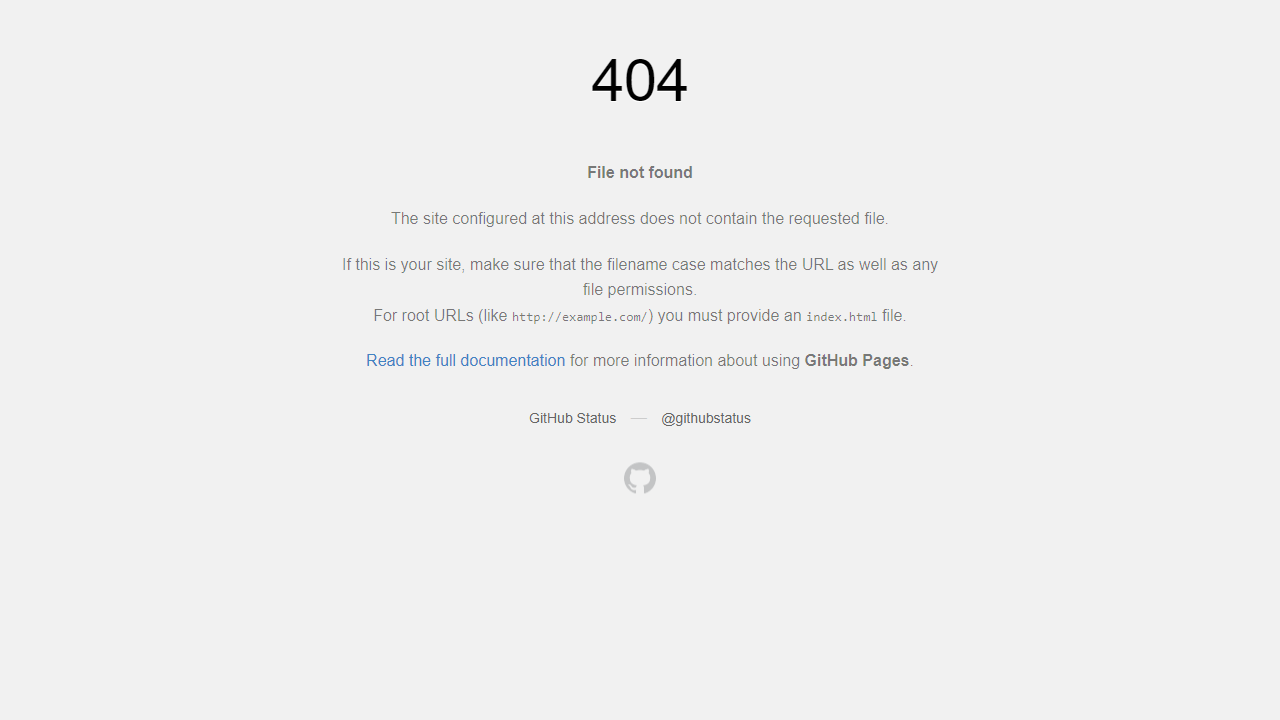 404
File not found
The site configured at this address does not contain the requested file.
If this is your site, make sure that the filename case matches the URL as well as any
file permissions.
For root URLs (like http://example.com/) you must provide an index.html file.
Read the full documentation for more information about using GitHub Pages.
GitHub Status — @githubstatus